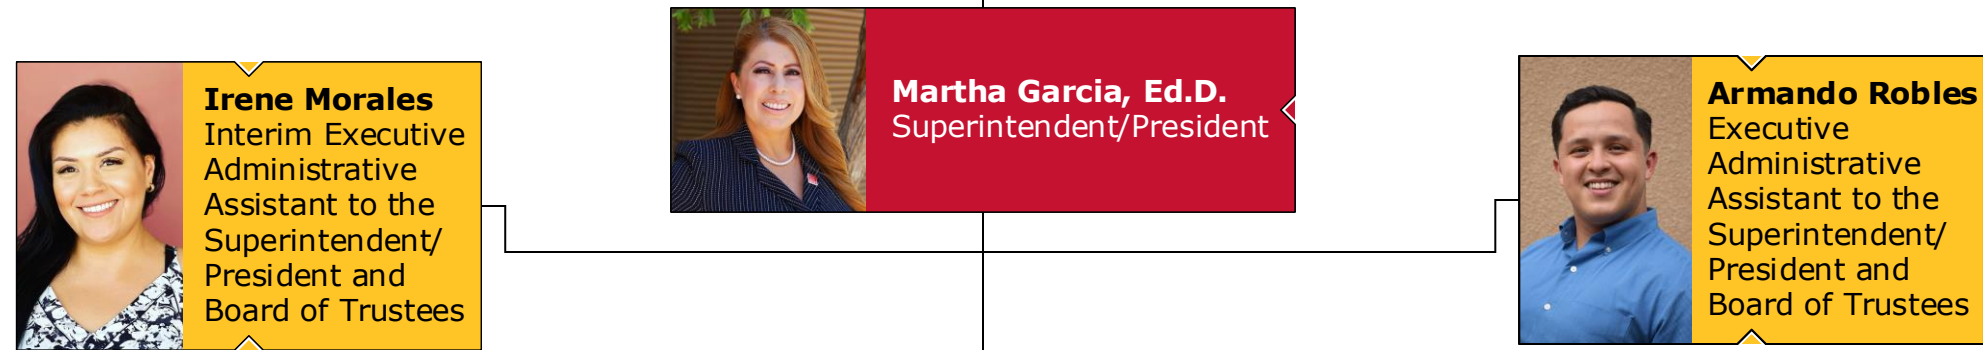 Martha Garcia, Ed.D.
Superintendent/President
Irene Morales
Interim Executive
Administrative
Assistant to the
Superintendent/
President and
Board of Trustees
Armando Robles
Executive
Administrative
Assistant to the
Superintendent/
President and
Board of Trustees